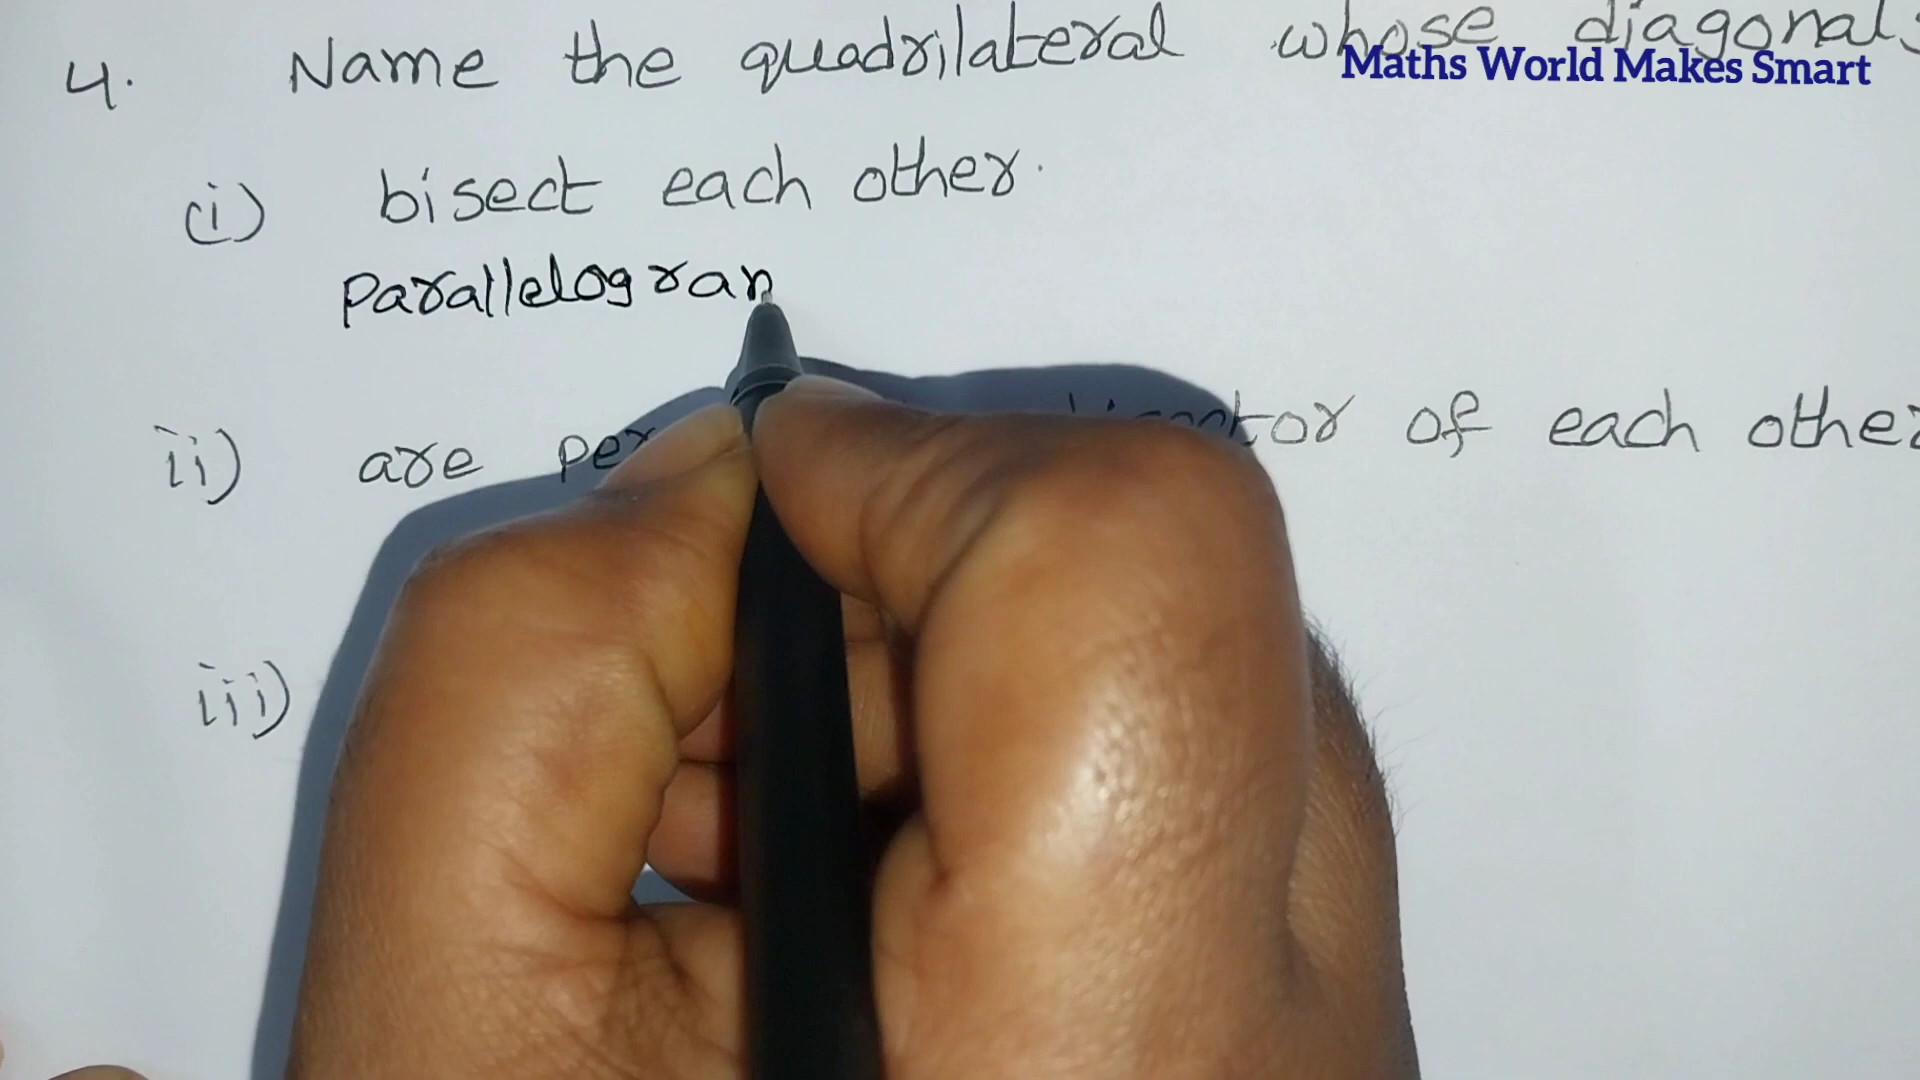 4. Name the quadrilateral whose diagonals
Maths World Makes Smart
(i) bisect each other.
Parallelogran
ii) are of each other
iii)